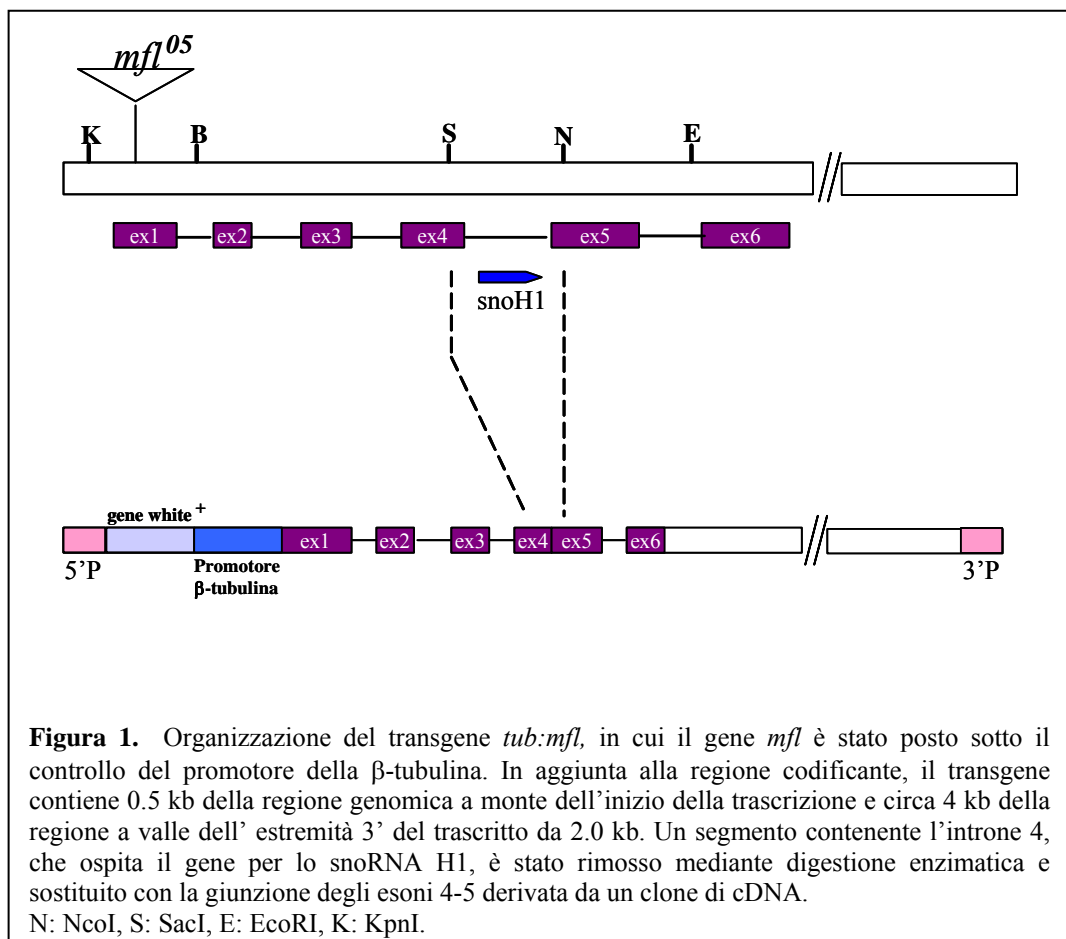 mfl05
K B S N E
ex1 ex2 ex3 ex4 ex5 ex6
snoH1
gene white +
ex1 ex2 ex3 ex4 ex5 ex6
5'P Promotore 3'P
β-tubulina
Figura 1. Organizzazione del transgene tub:mfl, in cui il gene mfl è stato posto sotto il
controllo del promotore della β-tubulina. In aggiunta alla regione codificante, il transgene
contiene 0.5 kb della regione genomica a monte dell'inizio della trascrizione e circa 4 kb della
regione a valle dell' estremità 3' del trascritto da 2.0 kb. Un segmento contenente l'introne 4,
che ospita il gene per lo snoRNA H1, è stato rimosso mediante digestione enzimatica e
sostituito con la giunzione degli esoni 4-5 derivata da un clone di cDNA.
N: NcoI, S: SacI, E: EcoRI, K: KpnI.